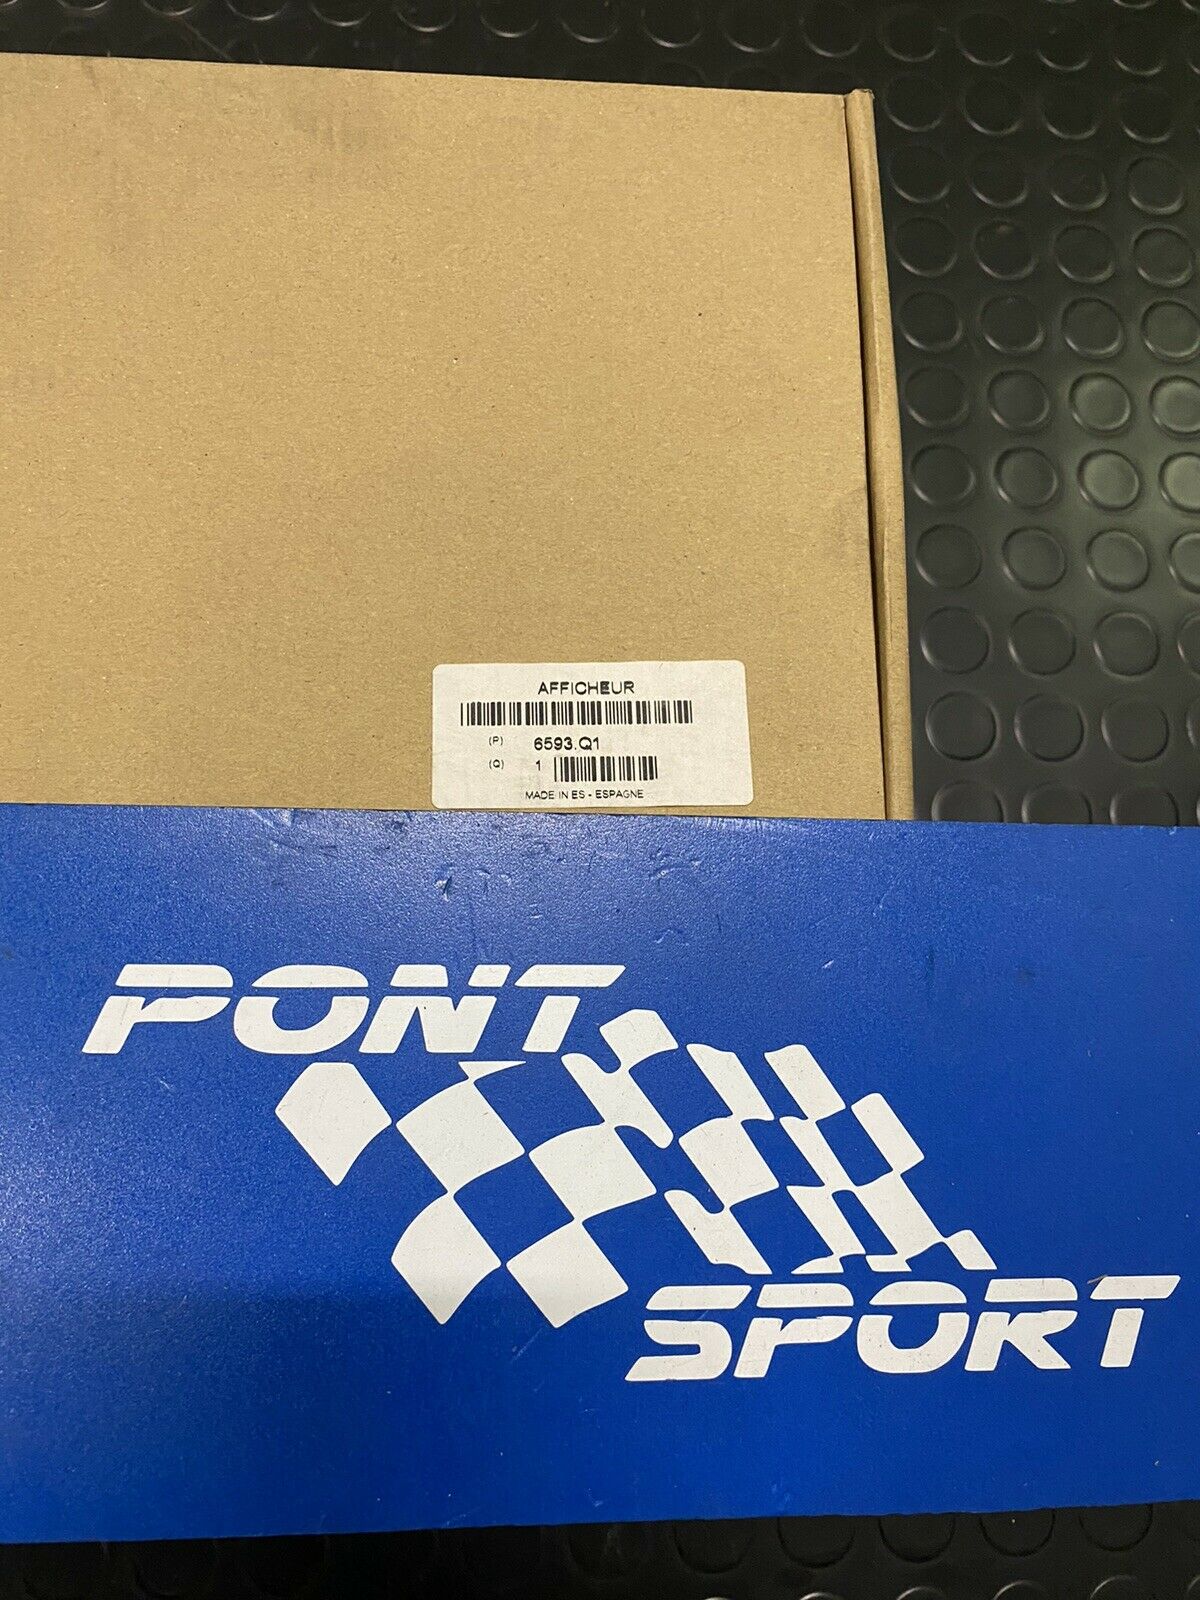 AFFICHEUR
(P) 6593.Q1
(Q) 1
MADE IN ES - ESPAGNE
PONT
SPORT